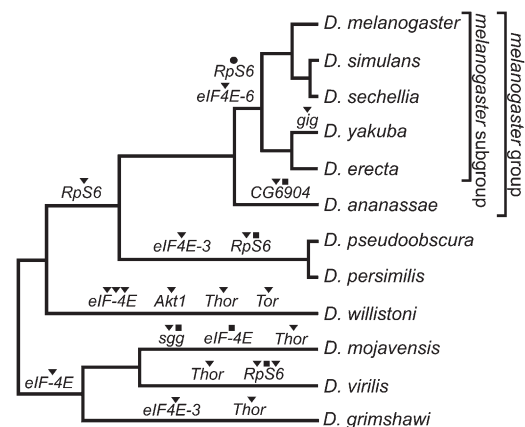 D. melanogaster
D. simulans
RpS6
eIF4E-6
D. sechellia
gig
D. yakuba
D. erecta
CG6904
RpS6
D. ananassae
eIF4E-3 RpS6
D. pseudoobscura
D. persimilis
eIF-4E Akt1 Thor Tor
D. willistoni
sgg eIF-4E Thor
D. mojavensis
eIF-4E
Thor RpS6
D. virilis
eIF4E-3 Thor
D. grimshawi
melanogaster subgroup
melanogaster group